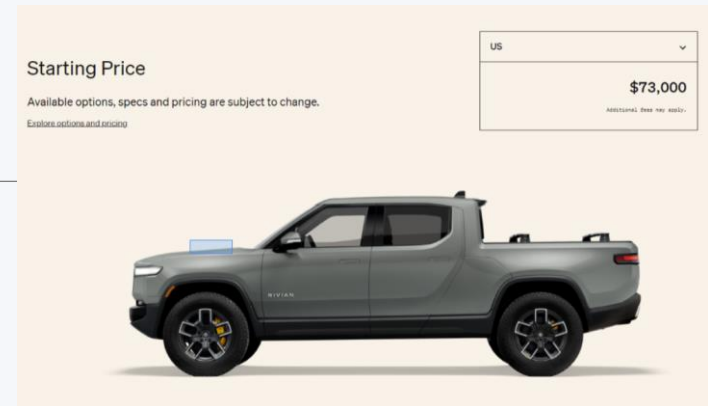 US
Starting Price
$73,000
Available options, specs and pricing are subject to change.
Additional fees may apply.
Explore options and pricing
RIVIAN